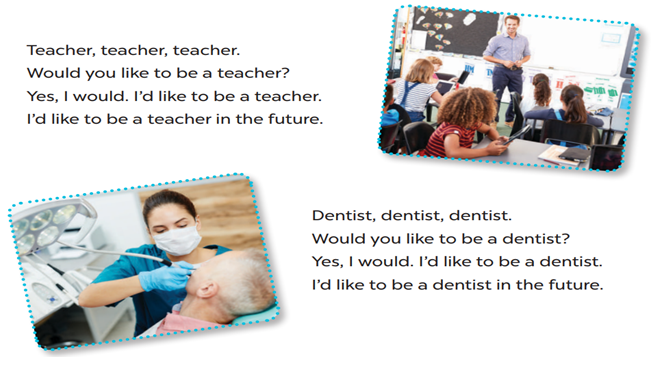 Teacher, teacher, teacher.
Would you like to be a teacher?
Yes, I would. I'd like to be a teacher.
I'd like to be a teacher in the future.
Dentist, dentist, dentist.
Would you like to be a dentist?
Yes, I would. I'd like to be a dentist.
I'd like to be a dentist in the future.